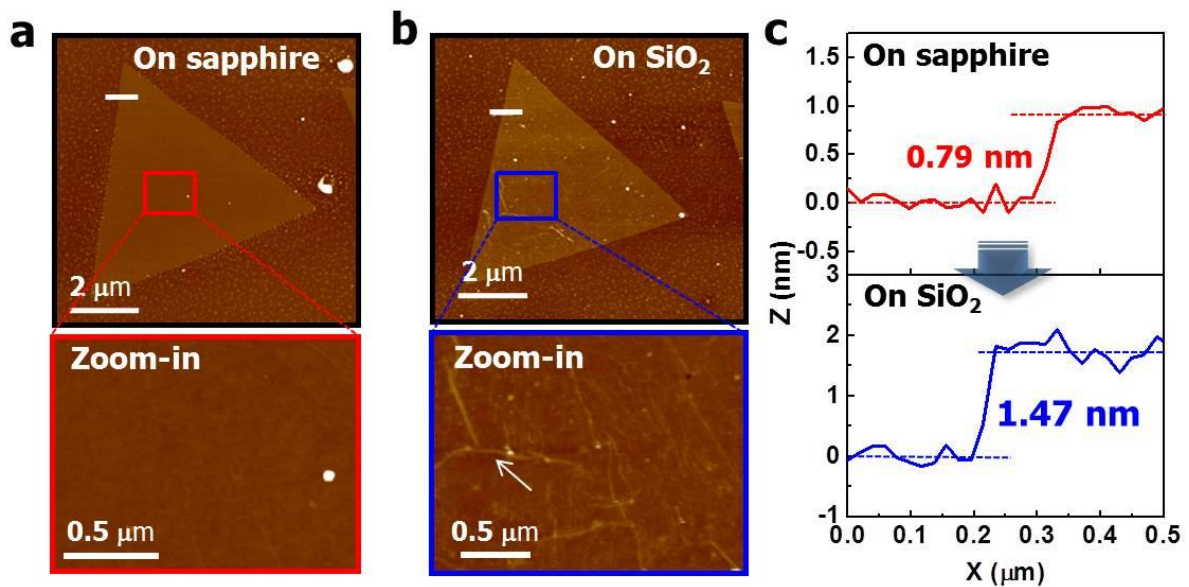 a
On sapphire
2 μm
Zoom-in
0.5 μm
b
On SiO₂
2 μm
Zoom-in
0.5 μm
c
On sapphire
0.79 nm
1.5
1.0
0.5
0.0
-0.5
Z (nm)
On SiO₂
1.47 nm
3
2
1
0
-1
0.0 0.1 0.2 0.3 0.4 0.5
X (μm)